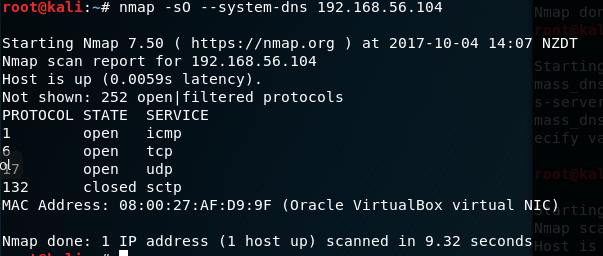 root@kali:~# nmap -sO --system-dns 192.168.56.104
Starting Nmap 7.50 ( https://nmap.org ) at 2017-10-04 14:07 NZDT
Nmap scan report for 192.168.56.104
Host is up (0.0059s latency).
Not shown: 252 open|filtered protocols
PROTOCOL STATE  SERVICE
1        open   icmp
6        open   tcp
17       open   udp
132      closed sctp
MAC Address: 08:00:27:AF:D9:9F (Oracle VirtualBox virtual NIC)
Nmap done: 1 IP address (1 host up) scanned in 9.32 seconds
root@kali:~#
Nmap don
root@kal
Starting
mass_dns
s-server
mass_dns
ecify va
root@kal
Starting
Nmap sca
Host is